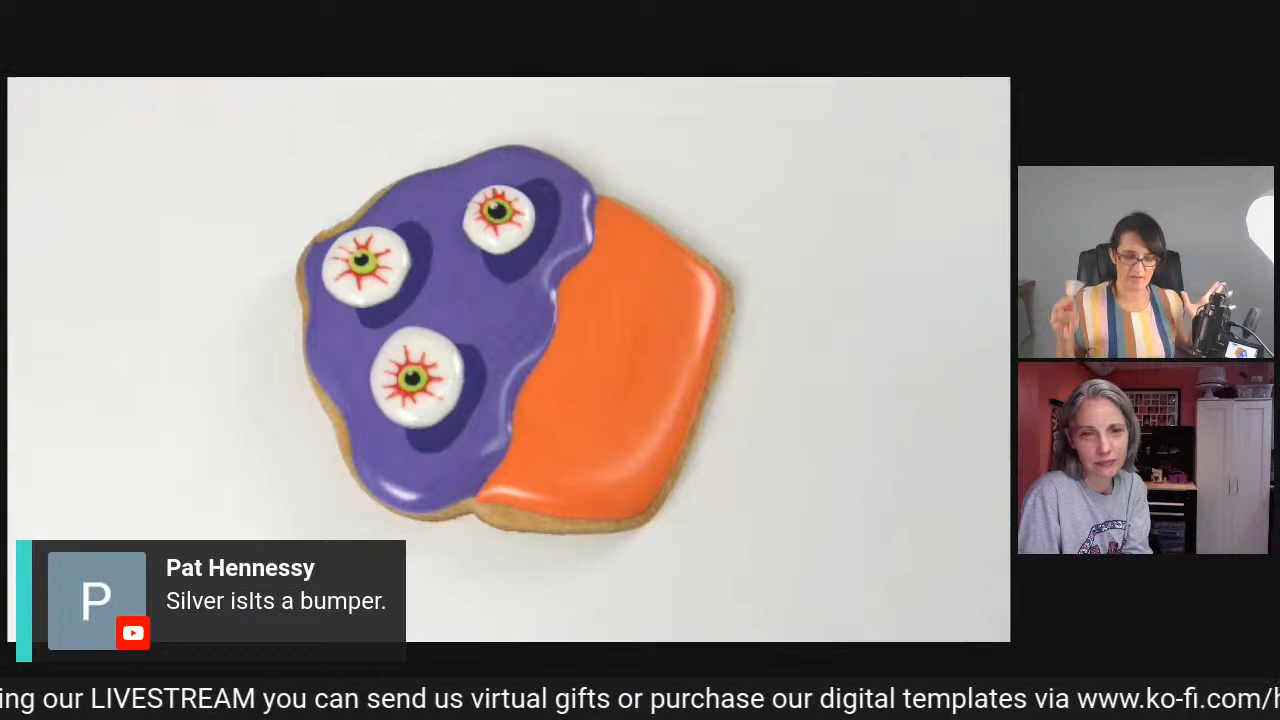 P
Pat Hennessy
Silver isIts a bumper.
ing our LIVESTREAM you can send us virtual gifts or purchase our digital templates via www.ko-fi.com/h